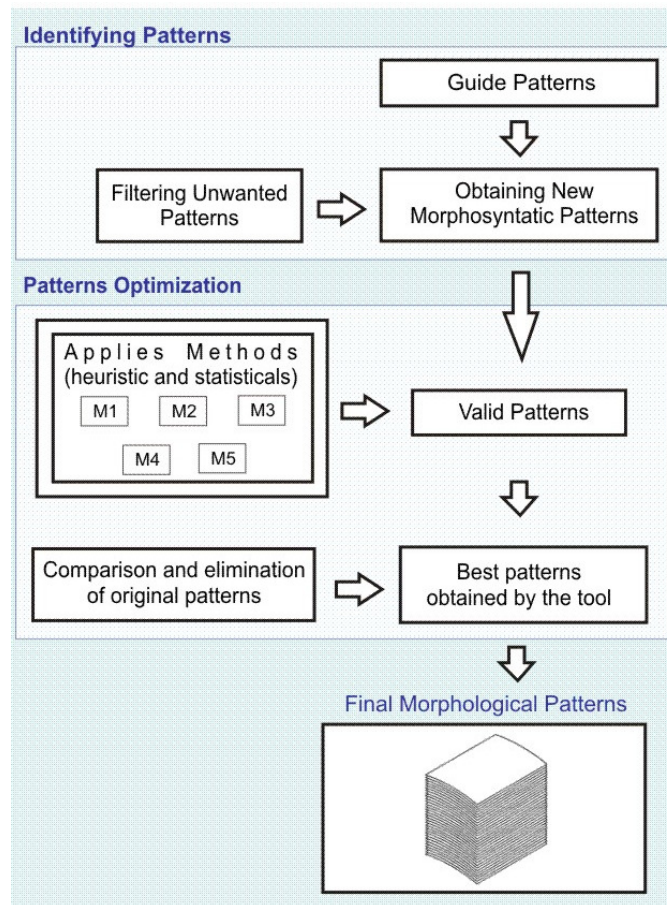 Identifying Patterns
Guide Patterns
Filtering Unwanted
Patterns
Obtaining New
Morphosyntatic Patterns
Patterns Optimization
Applies Methods
(heuristic and statisticals)
M1 M2 M3
M4 M5
Valid Patterns
Comparison and elimination
of original patterns
Best patterns
obtained by the tool
Final Morphological Patterns